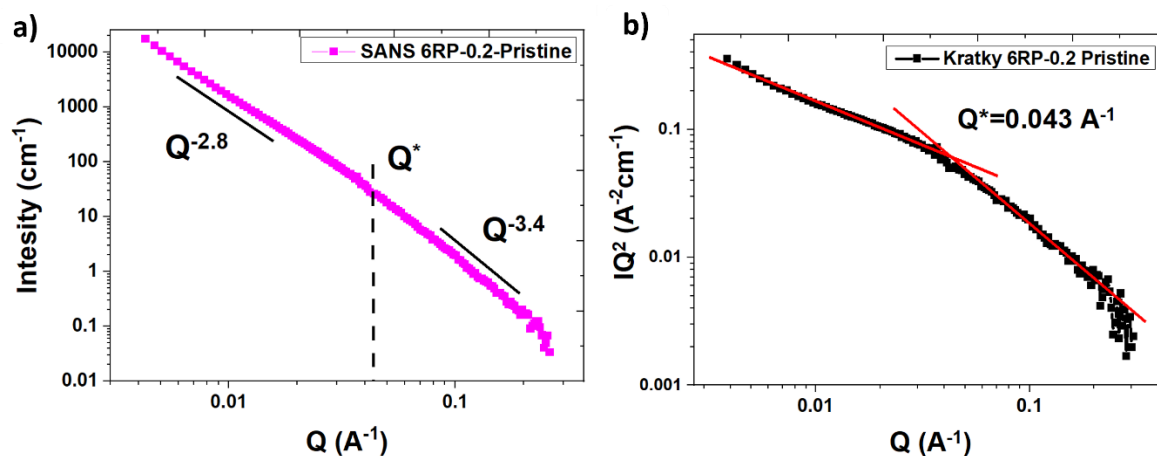 a)
SANS 6RP-0.2-Pristine
10000
1000
100
10
1
0.1
0.01
Intesity (cm⁻¹)
Q⁻²·⁸
Q*
Q⁻³·⁴
0.01
0.1
Q (A⁻¹)
b)
Kratky 6RP-0.2 Pristine
Q*=0.043 A⁻¹
0.1
0.01
0.001
IQ² (A⁻²cm⁻¹)
0.01
0.1
Q (A⁻¹)